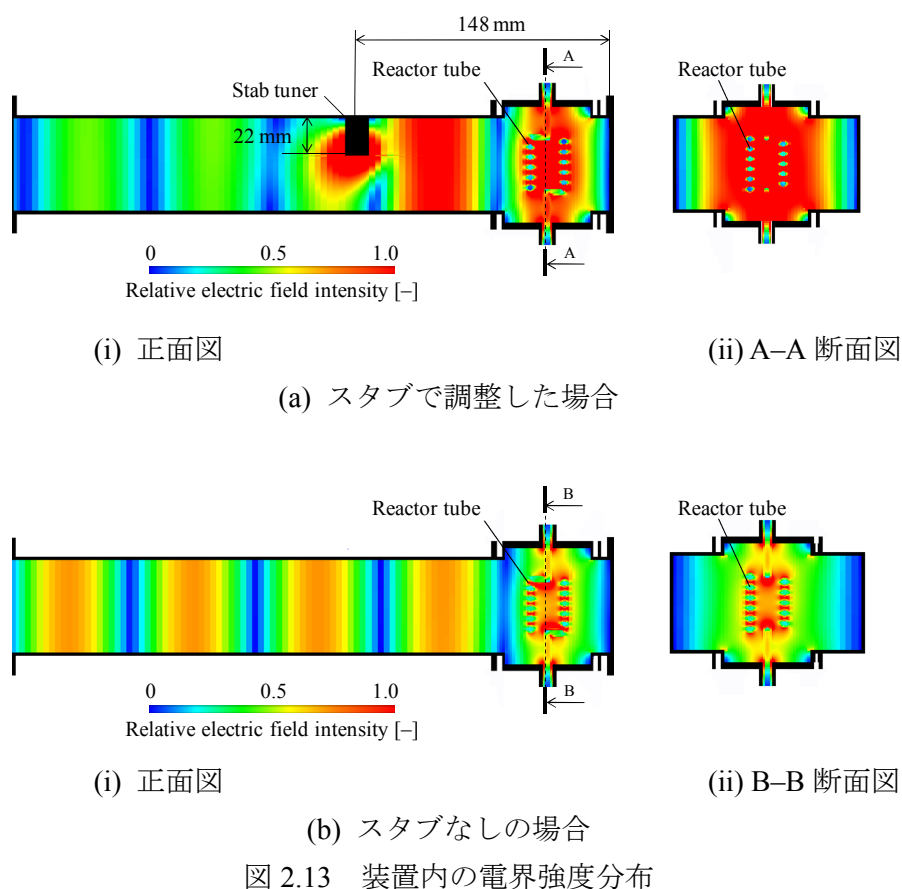 148 mm
A
Reactor tube
Reactor tube
Stab tuner
22 mm
A
0 0.5 1.0
Relative electric field intensity [–]
(i) 正面図
(ii) A–A 断面図
(a) スタブで調整した場合
B
Reactor tube
Reactor tube
B
0 0.5 1.0
Relative electric field intensity [–]
(i) 正面図
(ii) B–B 断面図
(b) スタブなしの場合
図 2.13 装置内の電界強度分布